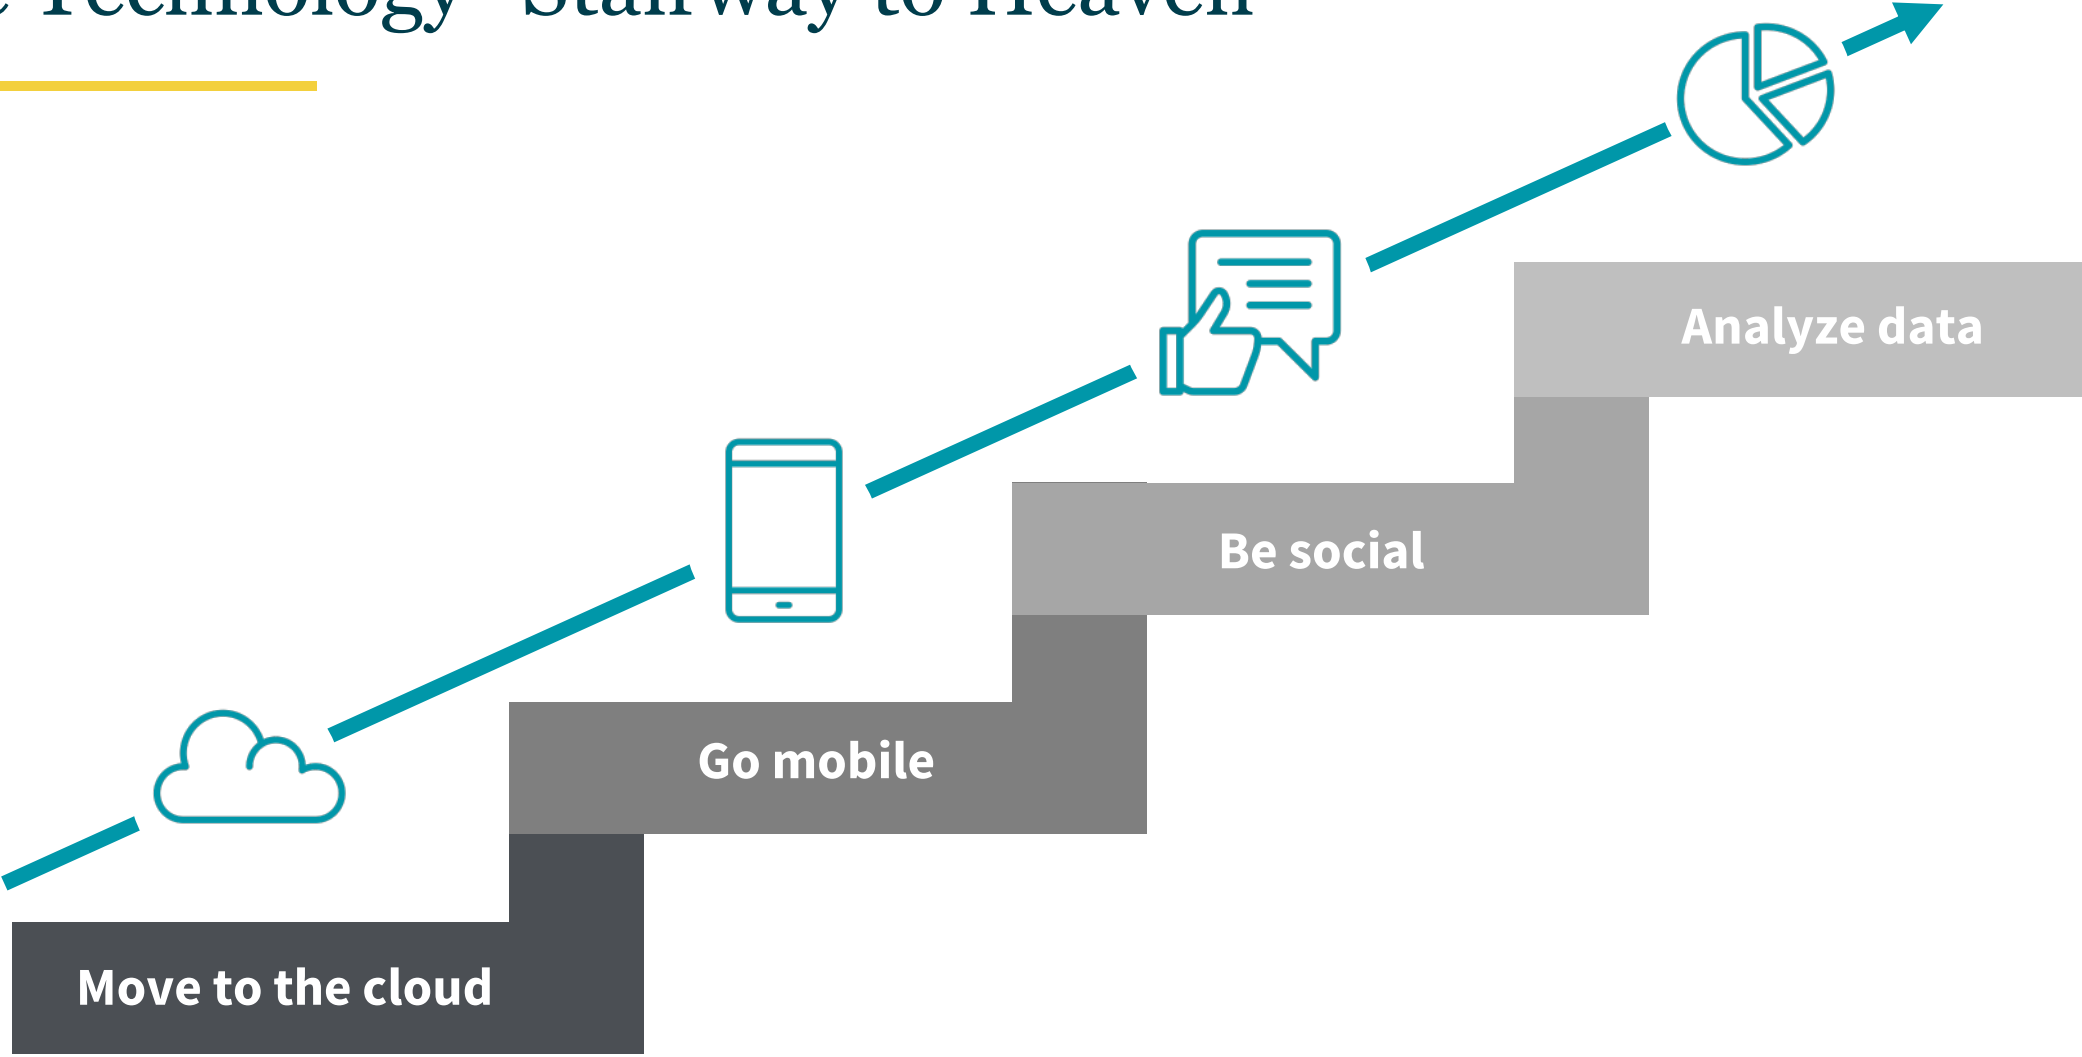 Technology "Stairway to Heaven"
Analyze data
Be social
Go mobile
Move to the cloud